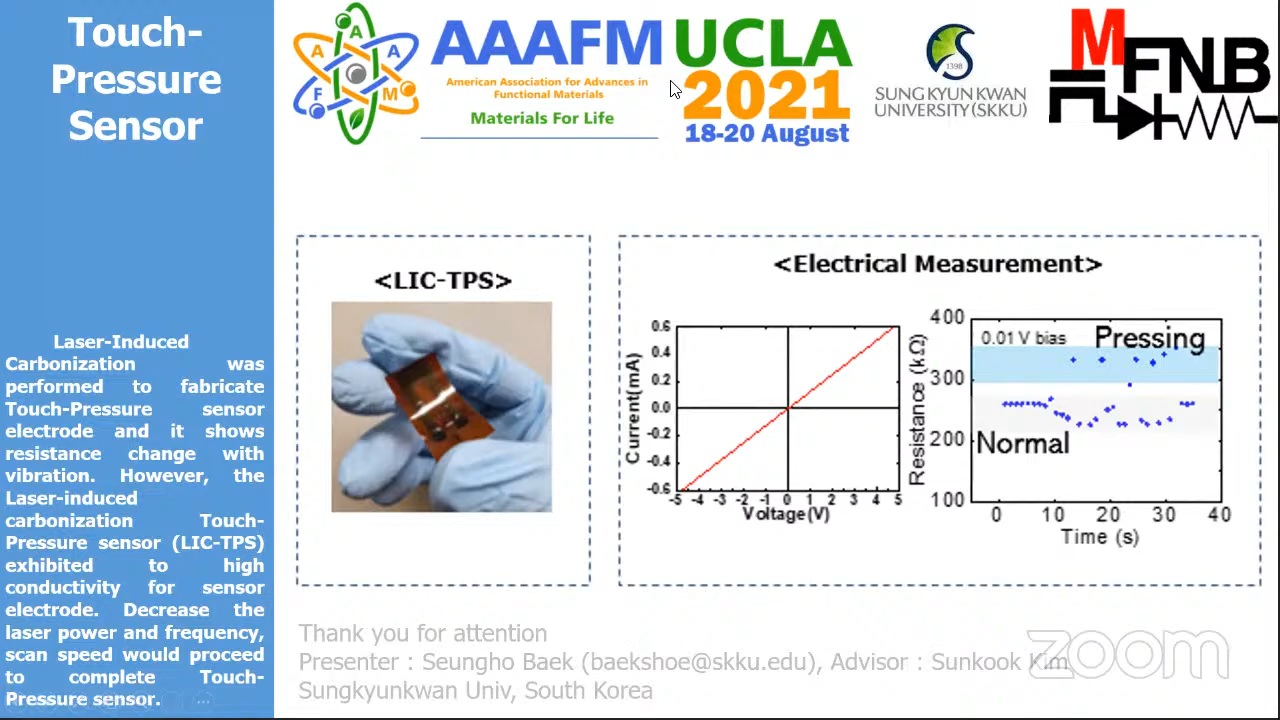 Touch-
Pressure
Sensor
A A A F M
AAAFM
American Association for Advances in
Functional Materials
Materials For Life
UCLA
2021
18-20 August
1398
SUNG KYUN KWAN
UNIVERSITY (SKKU)
MFNB
Laser-Induced
Carbonization was
performed to fabricate
Touch-Pressure sensor
electrode and it shows
resistance change with
vibration. However, the
Laser-induced
carbonization Touch-
Pressure sensor (LIC-TPS)
exhibited to high
conductivity for sensor
electrode. Decrease the
laser power and frequency,
scan speed would proceed
to complete Touch-
Pressure sensor.
<LIC-TPS>
<Electrical Measurement>
Current(mA)
0.6
0.4
0.2
0.0
-0.2
-0.4
-0.6
-5 -4 -3 -2 -1 0 1 2 3 4 5
Voltage(V)
Resistance (kΩ)
400
300
200
100
0.01 V bias
Pressing
Normal
0 10 20 30 40
Time (s)
Thank you for attention
Presenter : Seungho Baek (baekshoe@skku.edu), Advisor : Sunkook Kim
Sungkyunkwan Univ, South Korea
zoom